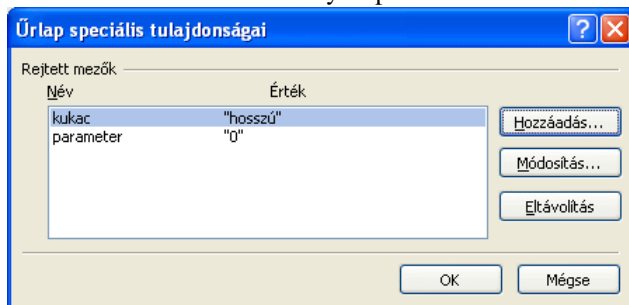 Űrlap speciális tulajdonságai
Rejtett mezők
Név Érték
kukac "hosszú"
parameter "0"
Hozzáadás...
Módosítás...
Eltávolítás
OK Mégse